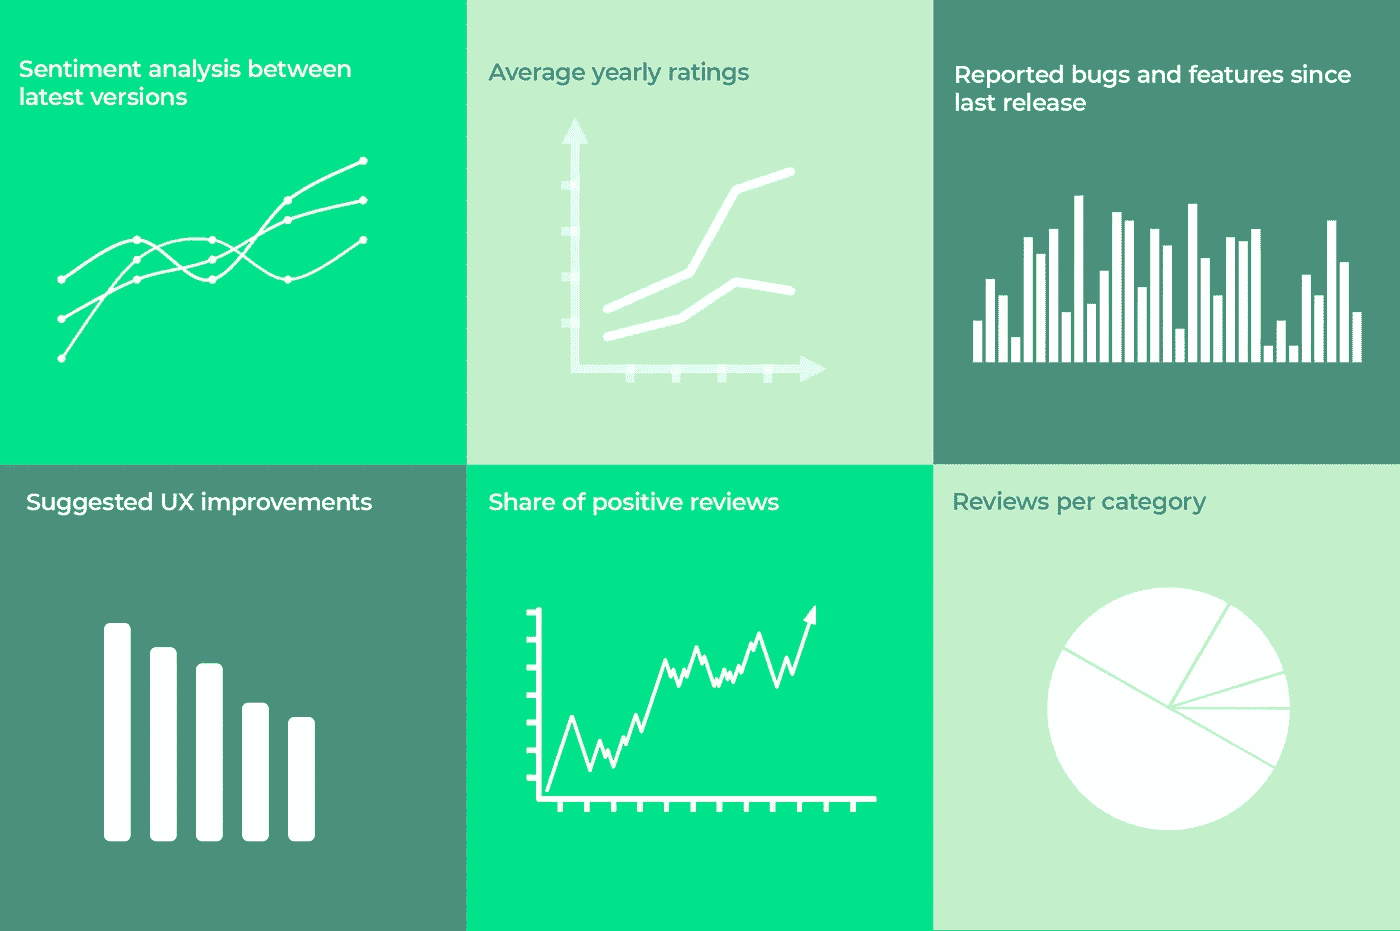 Sentiment analysis between
latest versions
Average yearly ratings
Reported bugs and features since
last release
Suggested UX improvements
Share of positive reviews
Reviews per category